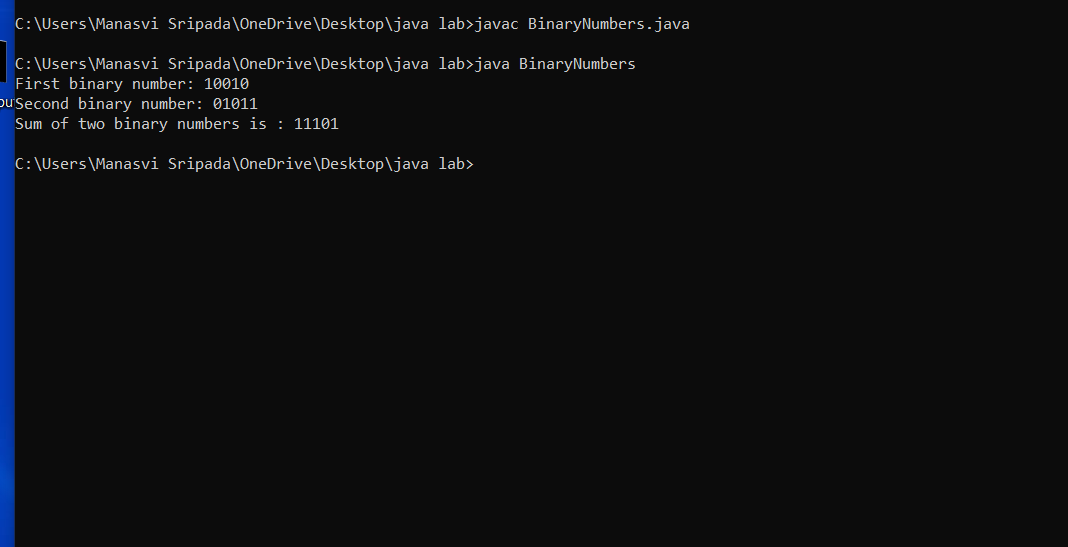 C:\Users\Manasvi Sripada\OneDrive\Desktop\java lab>javac BinaryNumbers.java
C:\Users\Manasvi Sripada\OneDrive\Desktop\java lab>java BinaryNumbers
First binary number: 10010
Second binary number: 01011
Sum of two binary numbers is : 11101
C:\Users\Manasvi Sripada\OneDrive\Desktop\java lab>